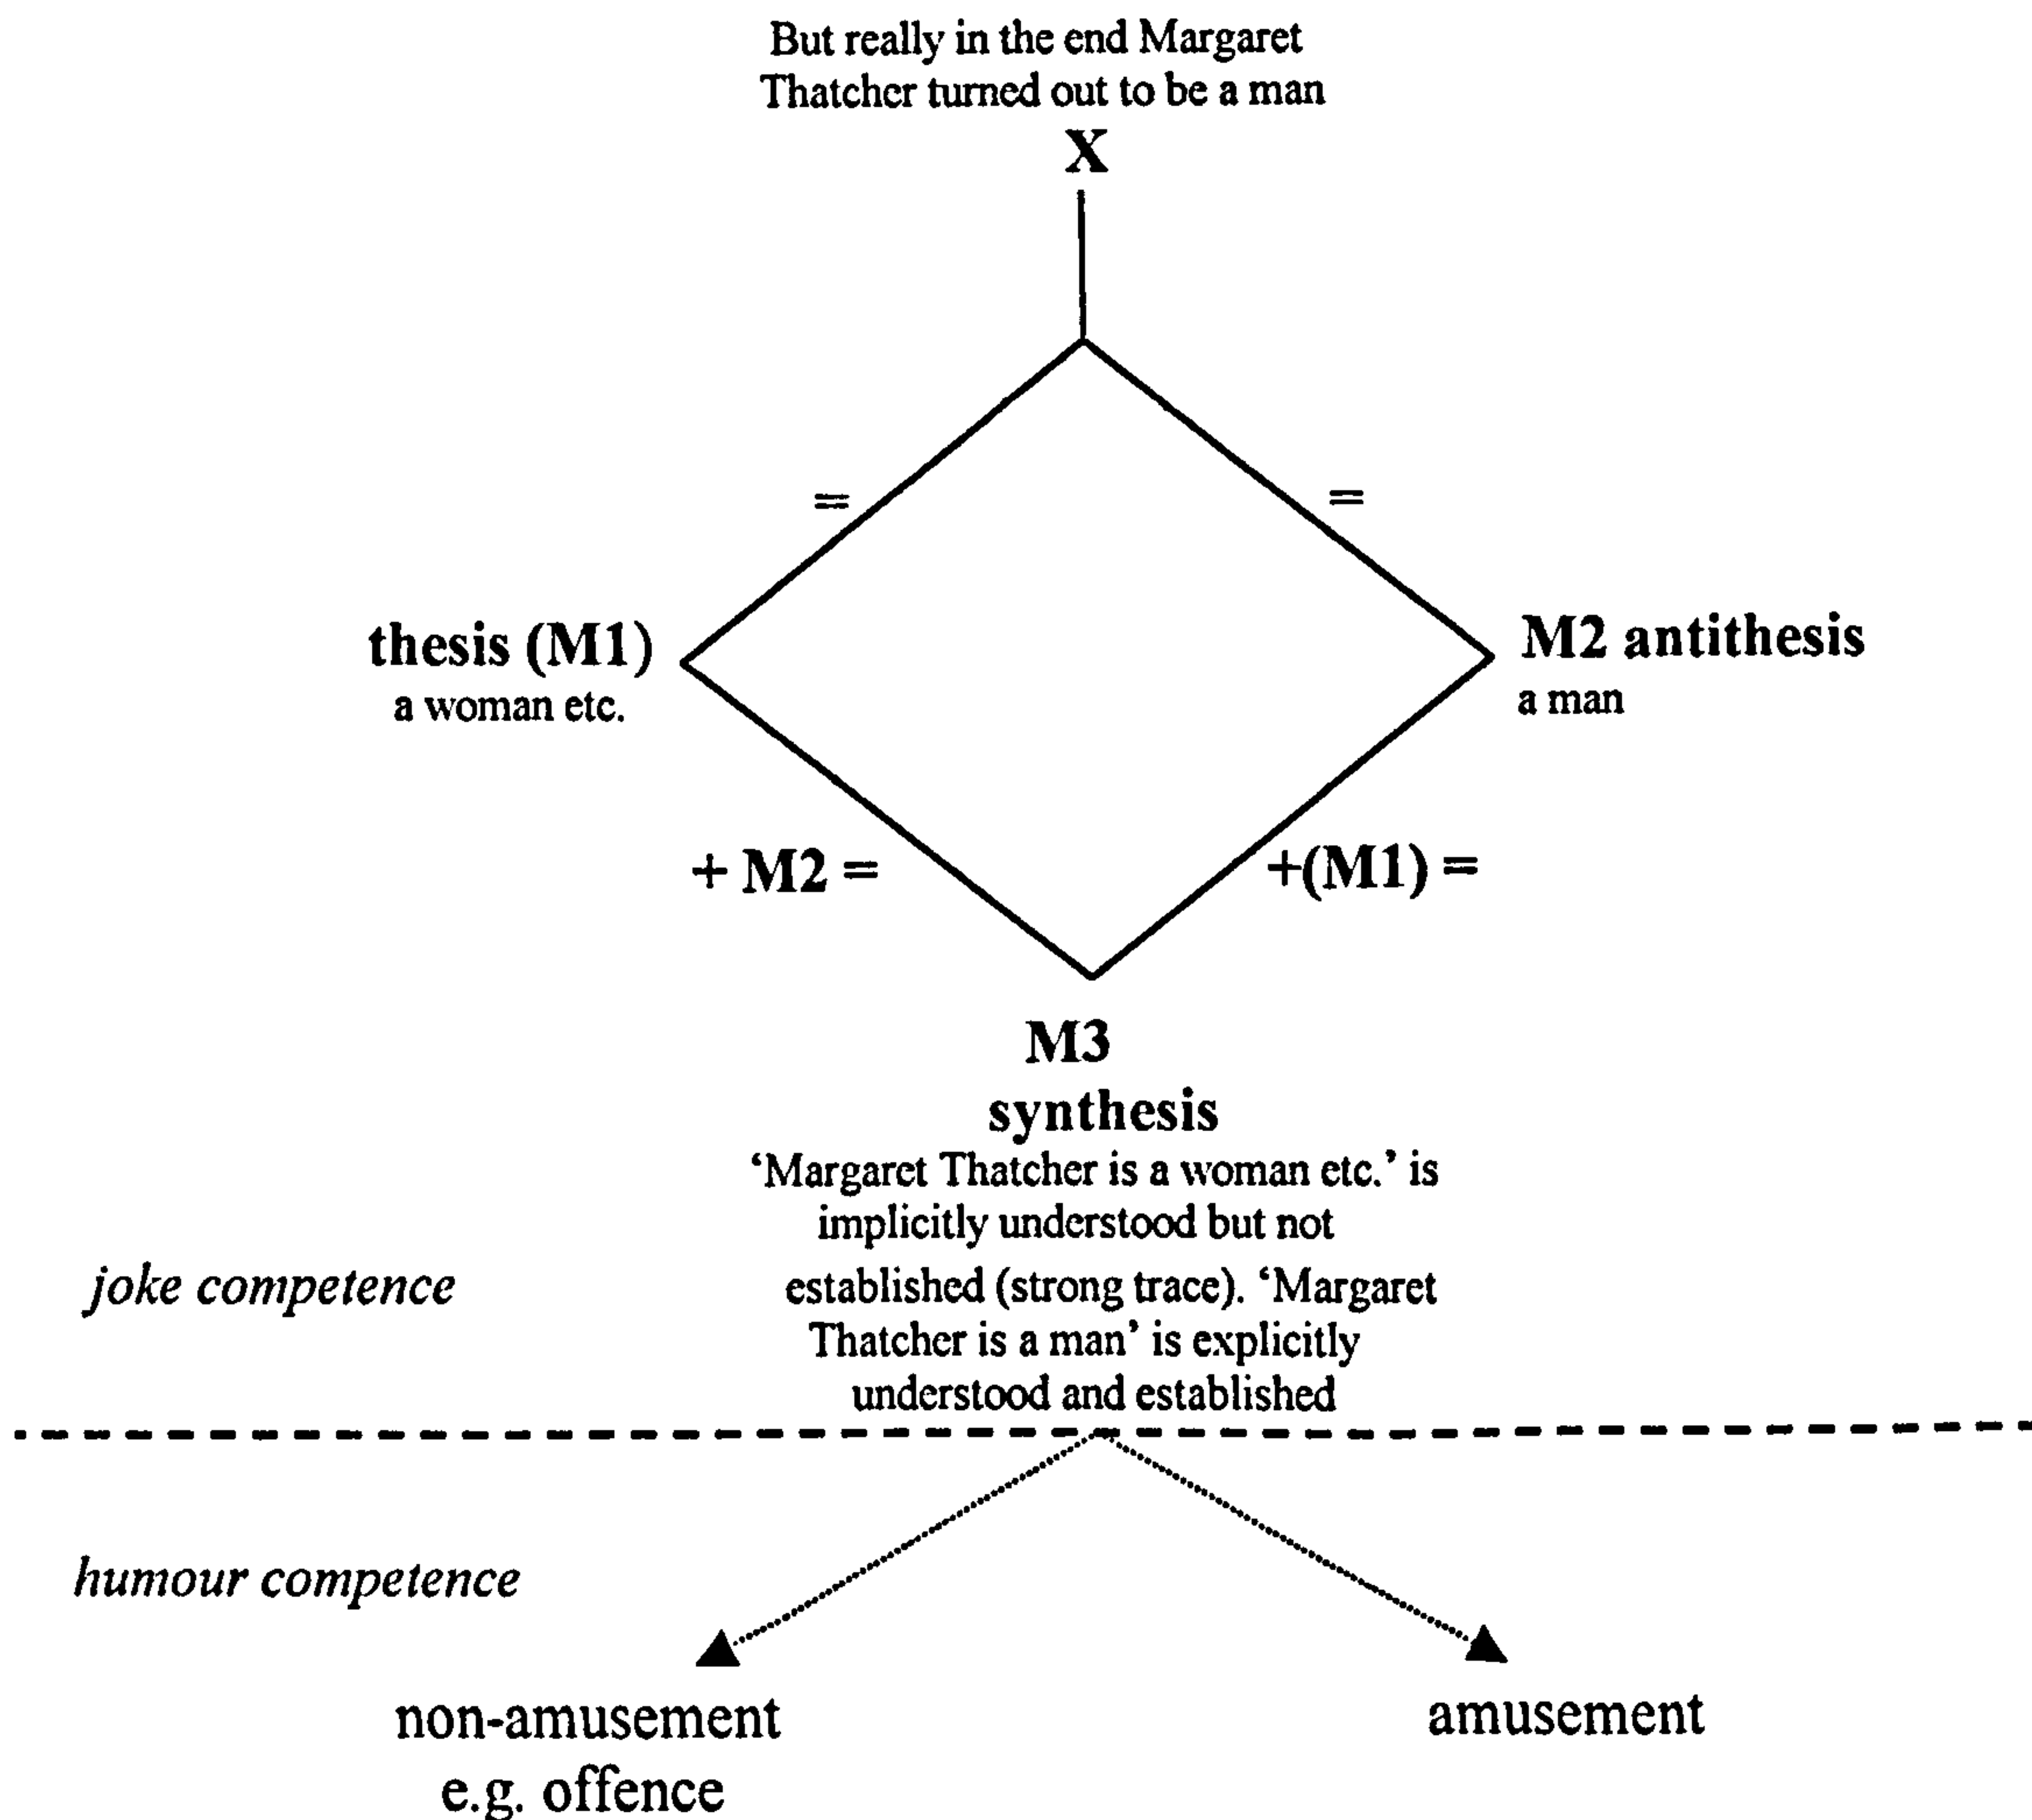 But really in the end Margaret
Thatcher turned out to be a man
X
=
=
thesis (M1)
a woman etc.
M2 antithesis
a man
+ M2 =
+(M1) =
M3
synthesis
‘Margaret Thatcher is a woman etc.’ is
implicitly understood but not
joke competence
established (strong trace). ‘Margaret
Thatcher is a man’ is explicitly
understood and established
humour competence
non-amusement
e.g. offence
amusement